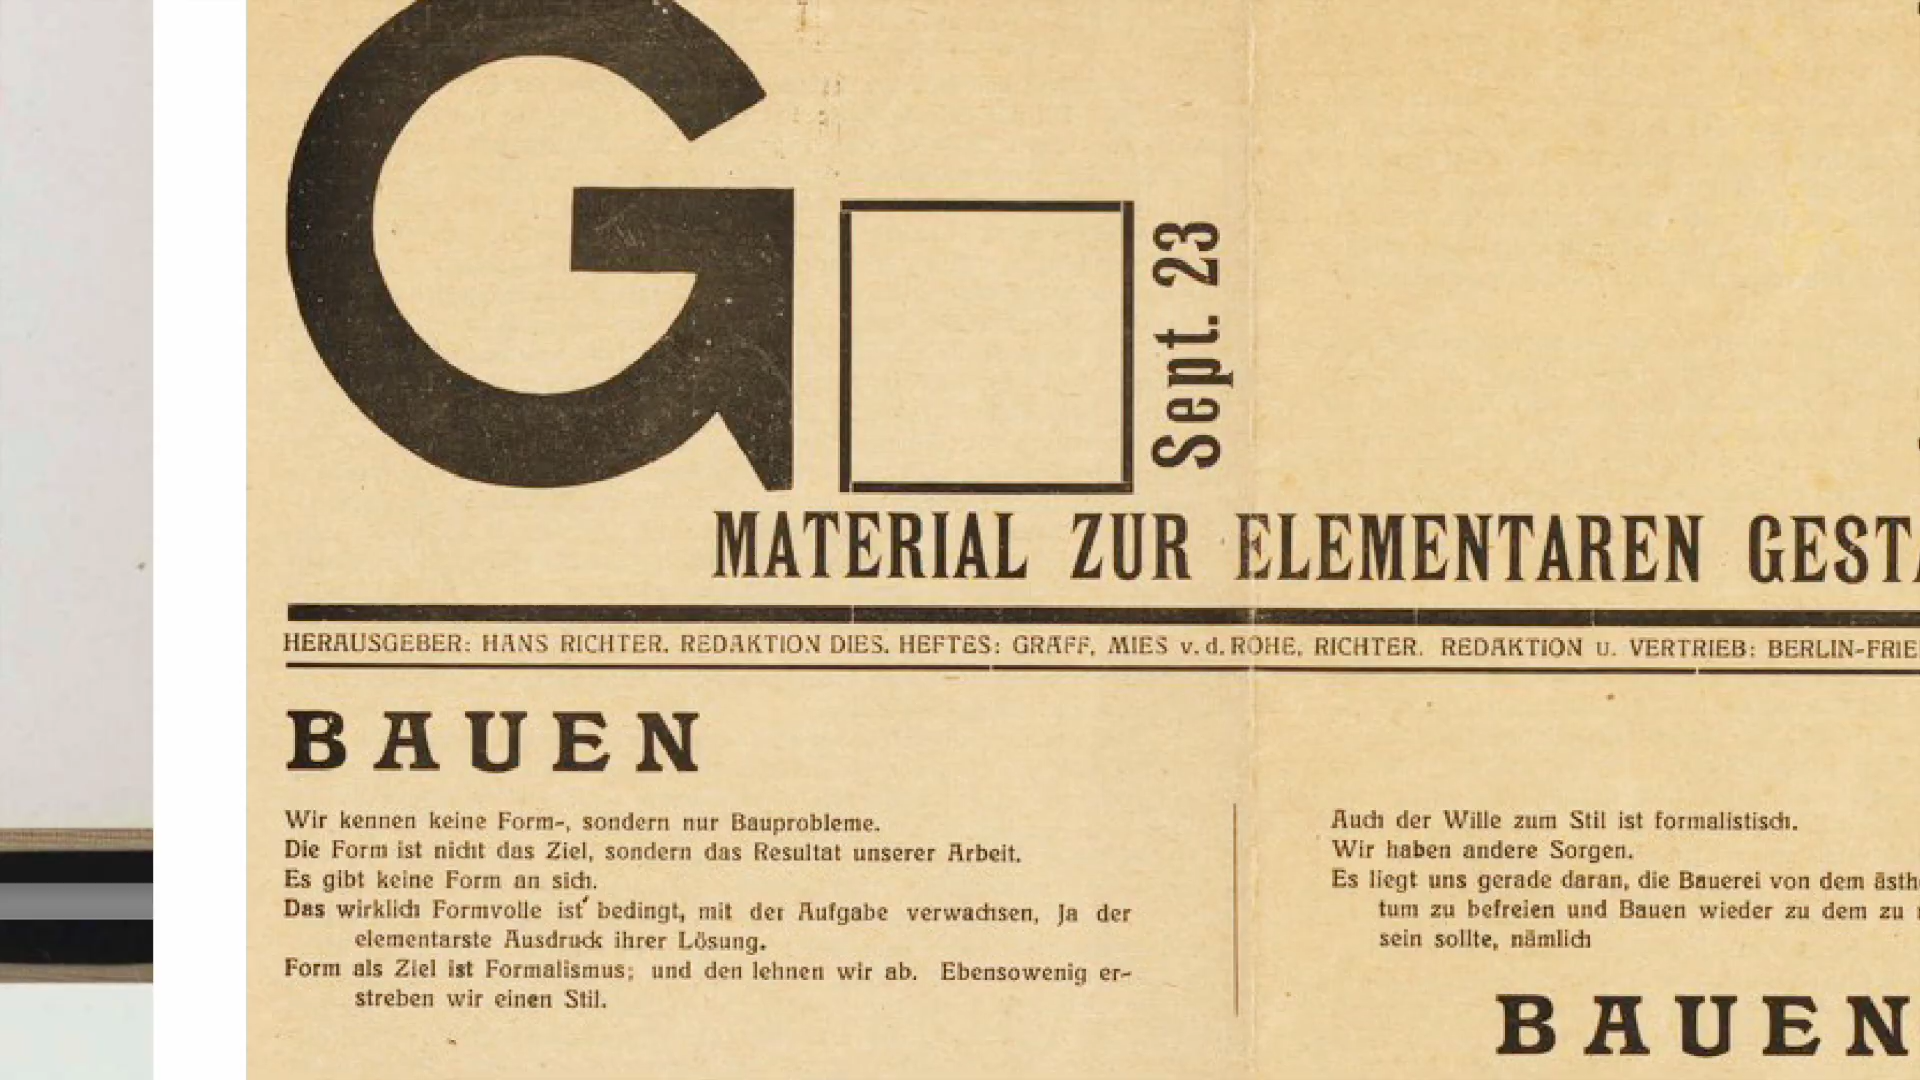 G
Sept. 23
MATERIAL ZUR ELEMENTAREN GESTA
HERAUSGEBER: HANS RICHTER. REDAKTION DIES. HEFTES: GRÄFF, MIES v. d. ROHE, RICHTER. REDAKTION u. VERTRIEB: BERLIN-FRIE
BAUEN
Wir kennen keine Form-, sondern nur Bauprobleme.
Die Form ist nicht das Ziel, sondern das Resultat unserer Arbeit.
Es gibt keine Form an sich.
Das wirklich Formvolle ist bedingt, mit der Aufgabe verwachsen, Ja der
elementarste Ausdruck ihrer Lösung.
Form als Ziel ist Formalismus; und den lehnen wir ab. Ebensowenig er-
streben wir einen Stil.
Auch der Wille zum Stil ist formalistisch.
Wir haben andere Sorgen.
Es liegt uns gerade daran, die Bauerei von dem ästh
tum zu befreien und Bauen wieder zu dem zu
sein sollte, nämlich
BAUEN